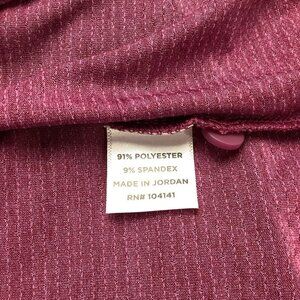 91% POLYESTER
9% SPANDEX
MADE IN JORDAN
RN# 104141